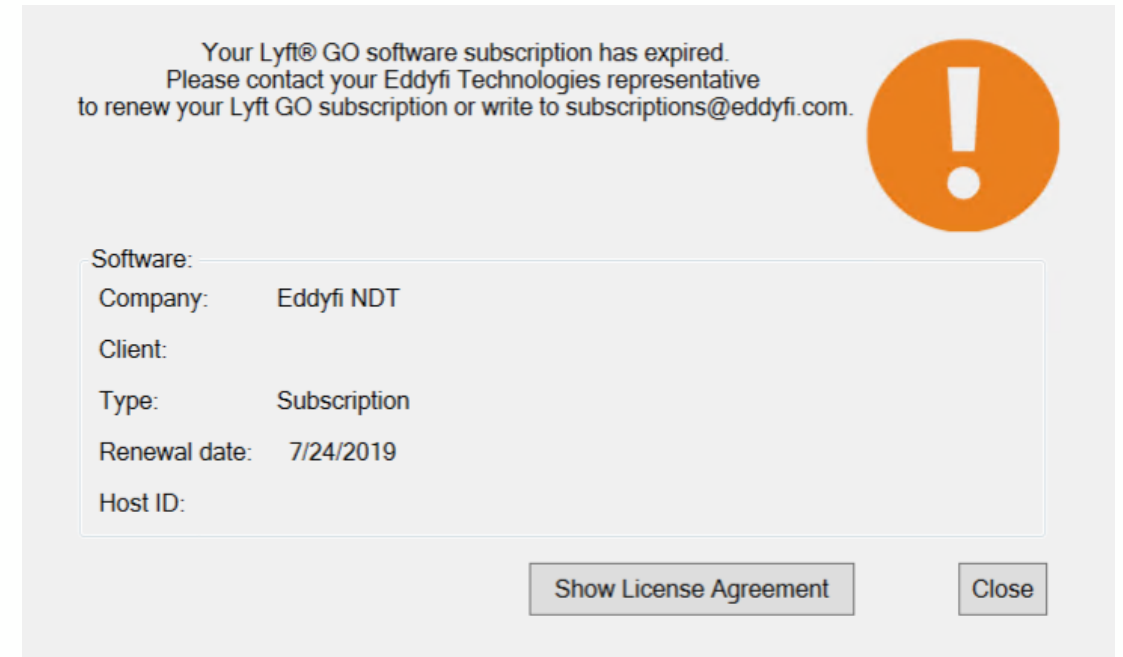 Your Lyft® GO software subscription has expired.
Please contact your Eddyfi Technologies representative
to renew your Lyft GO subscription or write to subscriptions@eddyfi.com.
Software:
Company: Eddyfi NDT
Client:
Type: Subscription
Renewal date: 7/24/2019
Host ID:
Show License Agreement Close